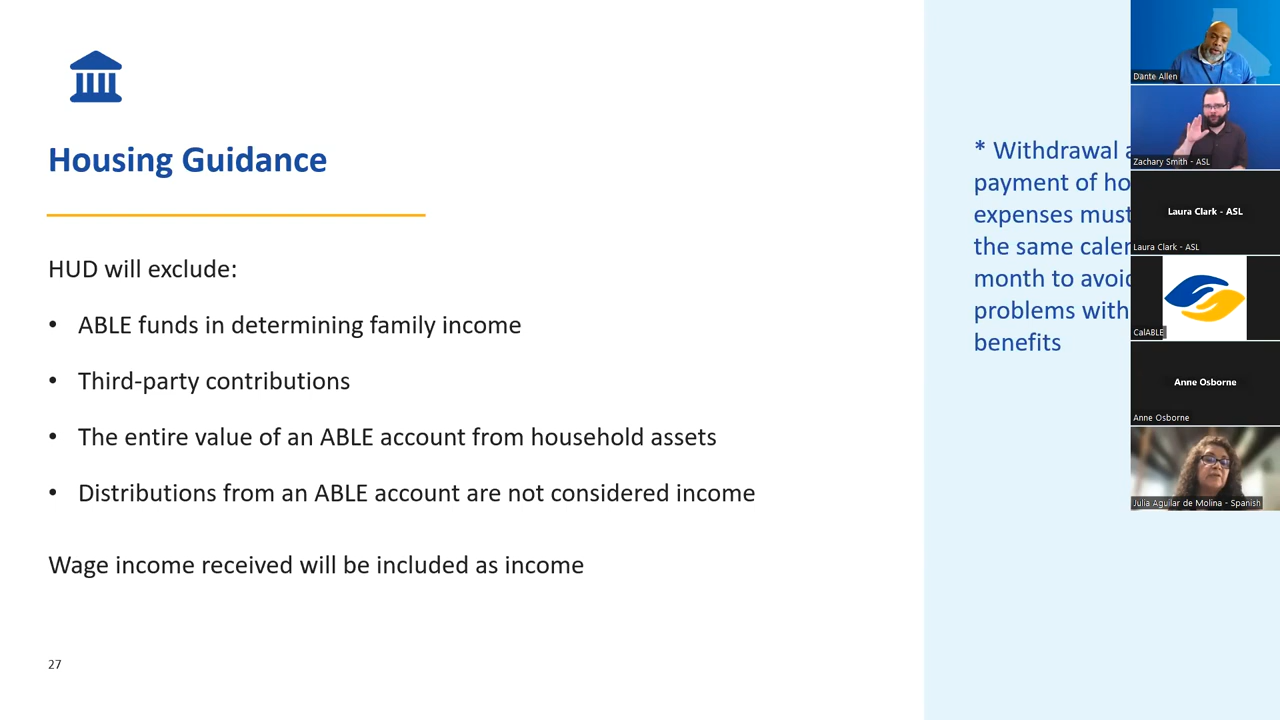 Housing Guidance
HUD will exclude:
• ABLE funds in determining family income
• Third-party contributions
• The entire value of an ABLE account from household assets
• Distributions from an ABLE account are not considered income
Wage income received will be included as income
27
* Withdrawal
payment of
expenses must
the same
month to
problems with
benefits
Dante Allen
Zachary Smith - ASL
Laura Clark - ASL
Laura Clark - ASL
CalABLE
Anne Osborne
Anne Osborne
Julia Aguilar de Molina - Spanish